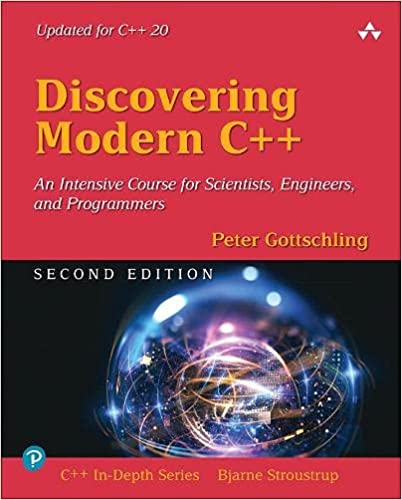 Updated for C++ 20
Discovering
Modern C++
An Intensive Course for Scientists, Engineers,
and Programmers
Peter Gottschling
SECOND EDITION
P
C++ In-Depth Series Bjarne Stroustrup